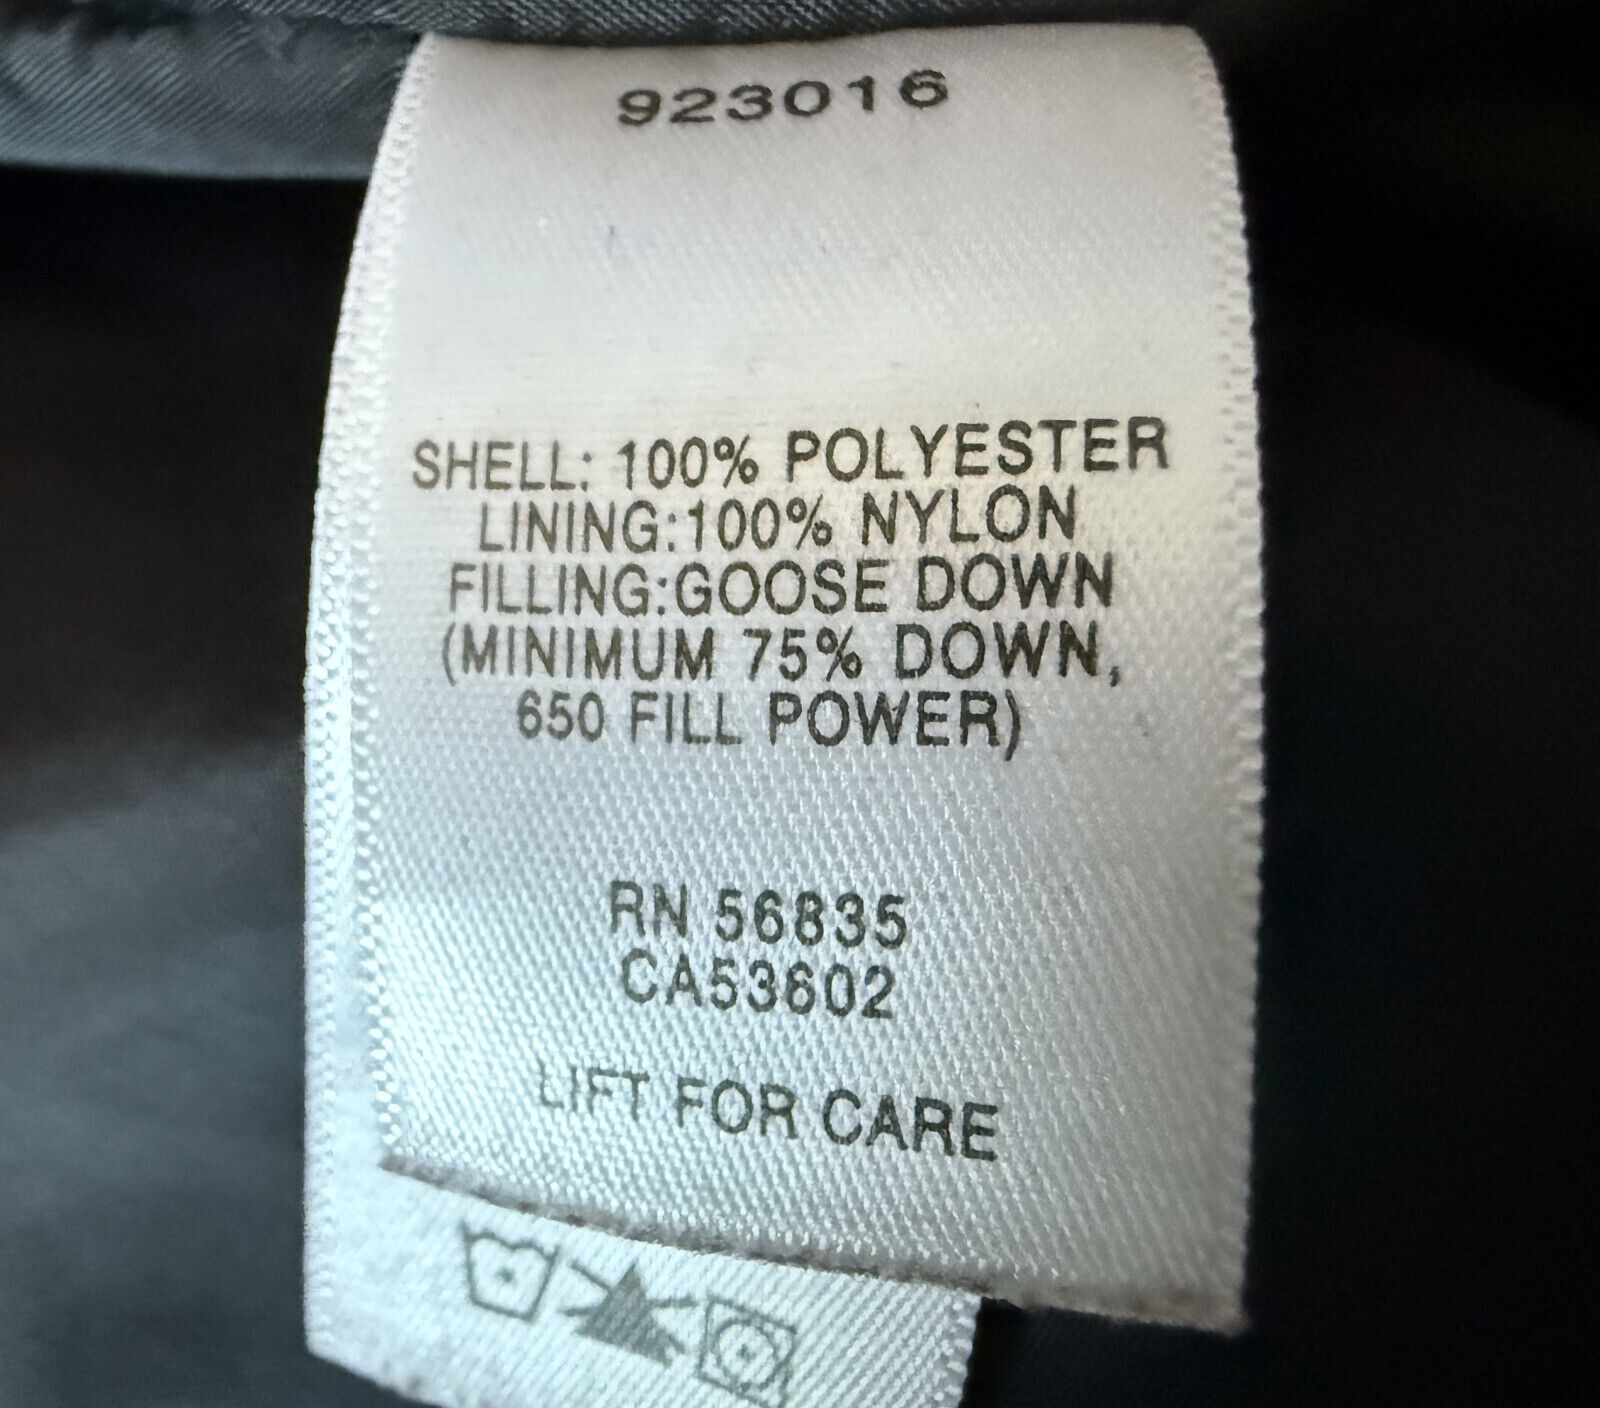 923016
SHELL: 100% POLYESTER
LINING:100% NYLON
FILLING:GOOSE DOWN
(MINIMUM 75% DOWN,
650 FILL POWER)
RN 56835
CA53602
LIFT FOR CARE